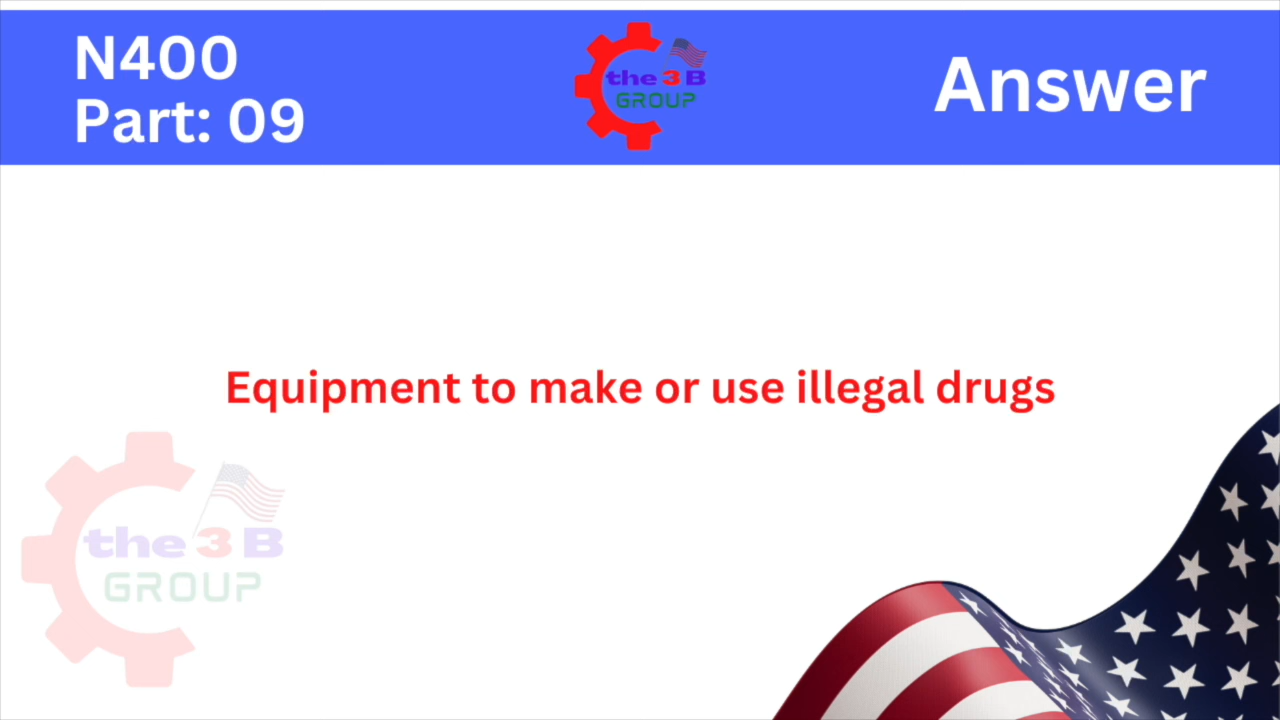 N400
Part: 09
the 3 B
GROUP
Answer
Equipment to make or use illegal drugs
the 3 B
GROUP